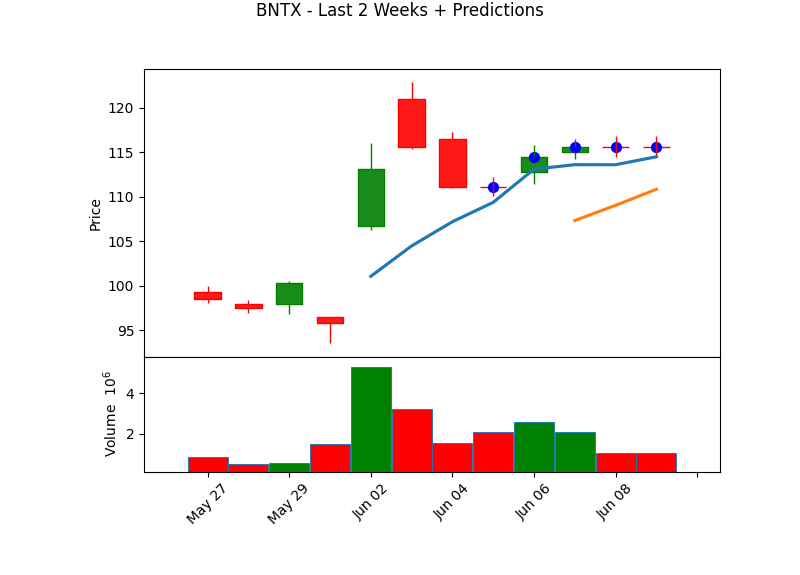 BNTX - Last 2 Weeks + Predictions
Price
120
115
110
105
100
95
Volume 10^6
4
2
May 27
May 29
Jun 02
Jun 04
Jun 06
Jun 08